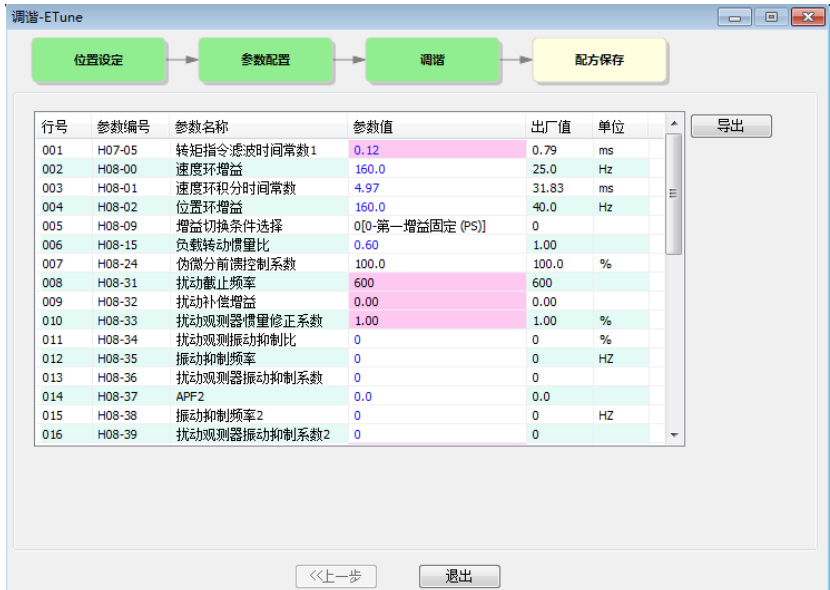 调谐-ETune
位置设定 参数配置 调谐 配方保存
行号 参数编号 参数名称 参数值 出厂值 单位
导出
001 H07-05 转矩指令滤波时间常数1 0.12 0.79 ms
002 H08-00 速度环增益 160.0 25.0 Hz
003 H08-01 速度环积分时间常数 4.97 31.83 ms
004 H08-02 位置环增益 160.0 40.0 Hz
005 H08-09 增益切换条件选择 0[0-第一增益固定 (PS)] 0
006 H08-15 负载转动惯量比 0.60 1.00
007 H08-24 伪微分前馈控制系数 100.0 100.0 %
008 H08-31 扰动截止频率 600 600
009 H08-32 扰动补偿增益 0.00 0.00
010 H08-33 扰动观测器惯量修正系数 1.00 1.00 %
011 H08-34 扰动观测振动抑制比 0 0 %
012 H08-35 振动抑制频率 0 0 HZ
013 H08-36 扰动观测器振动抑制系数 0 0
014 H08-37 APF2 0.0 0.0
015 H08-38 振动抑制频率2 0 0 HZ
016 H08-39 扰动观测器振动抑制系数2 0 0
<<上一步 退出